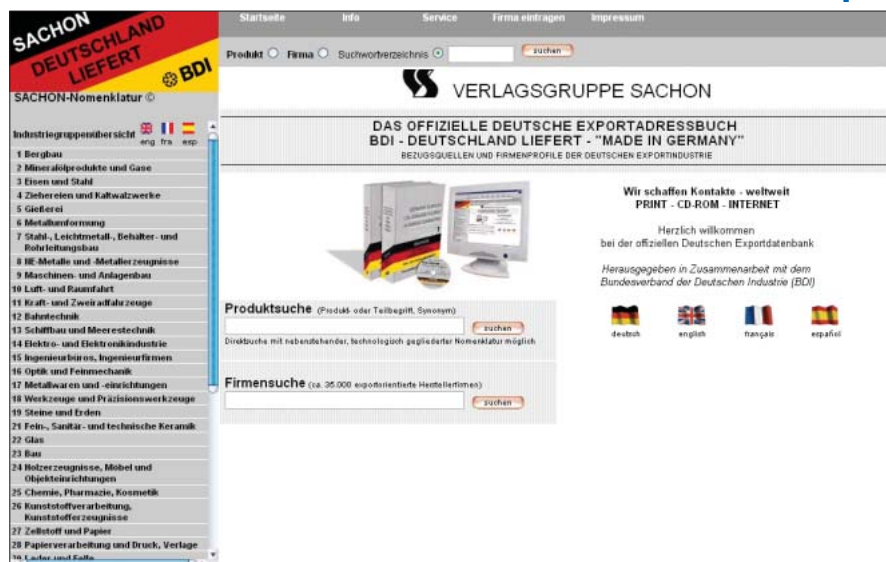 SACHON
DEUTSCHLAND
LIEFERT
BDI
SACHON-Nomenklatur ©
Industriegruppenübersicht
eng fra esp
1 Bergbau
2 Mineralölprodukte und Gase
3 Eisen und Stahl
4 Ziehereien und Kaltwalzwerke
5 Gießerei
6 Metallumformung
7 Stahl-, Leichtmetall-, Behälter- und
Rohrleitungsbau
8 NE-Metalle und -Metallerzeugnisse
9 Maschinen- und Anlagenbau
10 Luft- und Raumfahrt
11 Kraft- und Zweiradfahrzeuge
12 Bahntechnik
13 Schiffbau und Meerestechnik
14 Elektro- und Elektronikindustrie
15 Ingenieurbüros, Ingenieurfirmen
16 Optik und Feinmechanik
17 Metallwaren und -einrichtungen
18 Werkzeuge und Präzisionswerkzeuge
19 Steine und Erden
21 Fein-, Sanitär- und technische Keramik
22 Glas
23 Bau
24 Holzerzeugnisse, Möbel und
Objekteinrichtungen
25 Chemie, Pharmazie, Kosmetik
26 Kunststoffverarbeitung,
Kunststofferzeugnisse
27 Zellstoff und Papier
28 Papierverarbeitung und Druck, Verlage
29 Leder und Felle
Startseite Info Service Firma eintragen Impressum
Produkt Firma Suchwortverzeichnis suchen
VERLAGSGRUPPE SACHON
DAS OFFIZIELLE DEUTSCHE EXPORTADRESSBUCH
BDI - DEUTSCHLAND LIEFERT - "MADE IN GERMANY"
BEZUGSQUELLEN UND FIRMENPROFILE DER DEUTSCHEN EXPORTINDUSTRIE
Wir schaffen Kontakte - weltweit
PRINT - CD-ROM - INTERNET
Herzlich willkommen
bei der offiziellen Deutschen Exportdatenbank
Herausgegeben in Zusammenarbeit mit dem
Bundesverband der Deutschen Industrie (BDI)
deutsch english français español
Produktsuche (Produkt- oder Teilbegriff, Synonym)
suchen
Direktsuche mit nebenstehender, technologisch gegliederter Nomenklatur möglich
Firmensuche (ca. 35.000 exportorientierte Herstellerfirmen)
suchen